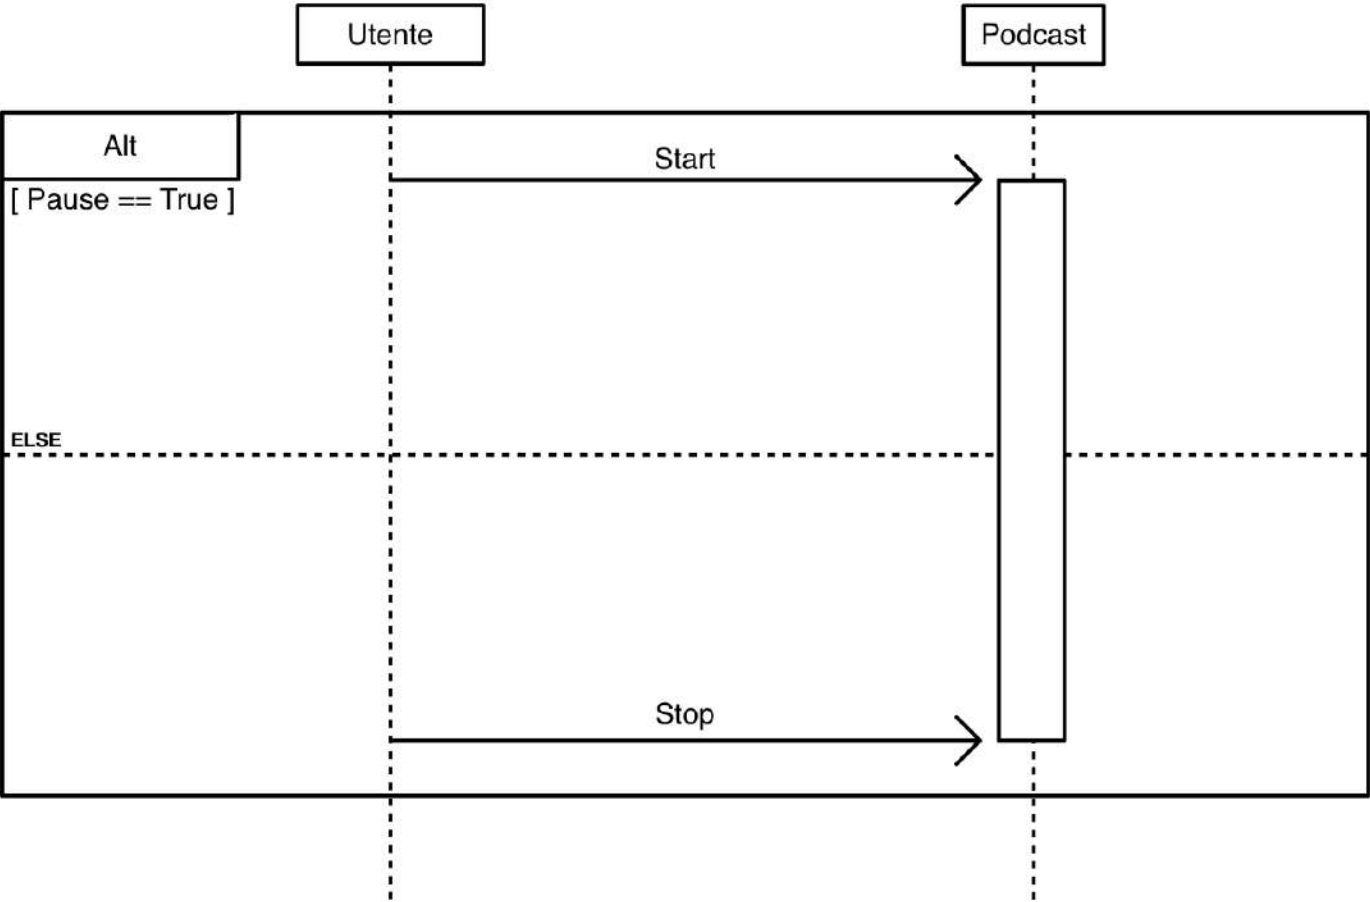 Utente
Podcast
Alt
Start
[ Pause == True ]
ELSE
Stop